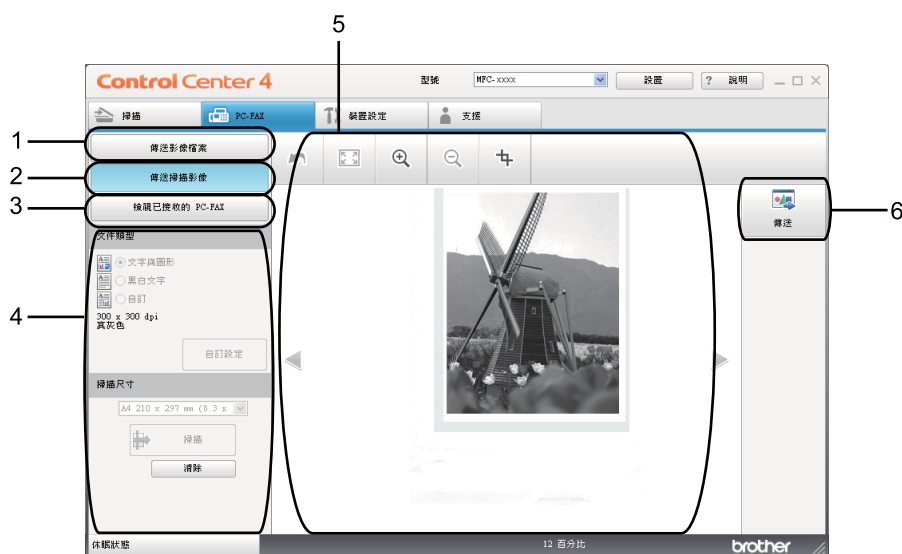 5
Control Center 4
型號
MFC-xxxx
設置
? 說明
掃描
PC-FAX
裝置設定
支援
1
傳送影像檔案
2
傳送掃描影像
3
檢視已接收的 PC-FAX
傳送
6
文件類型
文字與圖形
黑白文字
自訂
4
300 x 300 dpi
真灰色
自訂設定
掃描尺寸
A4 210 x 297 mm (8.3 x
掃描
清除
休眠狀態
12 百分比
brother